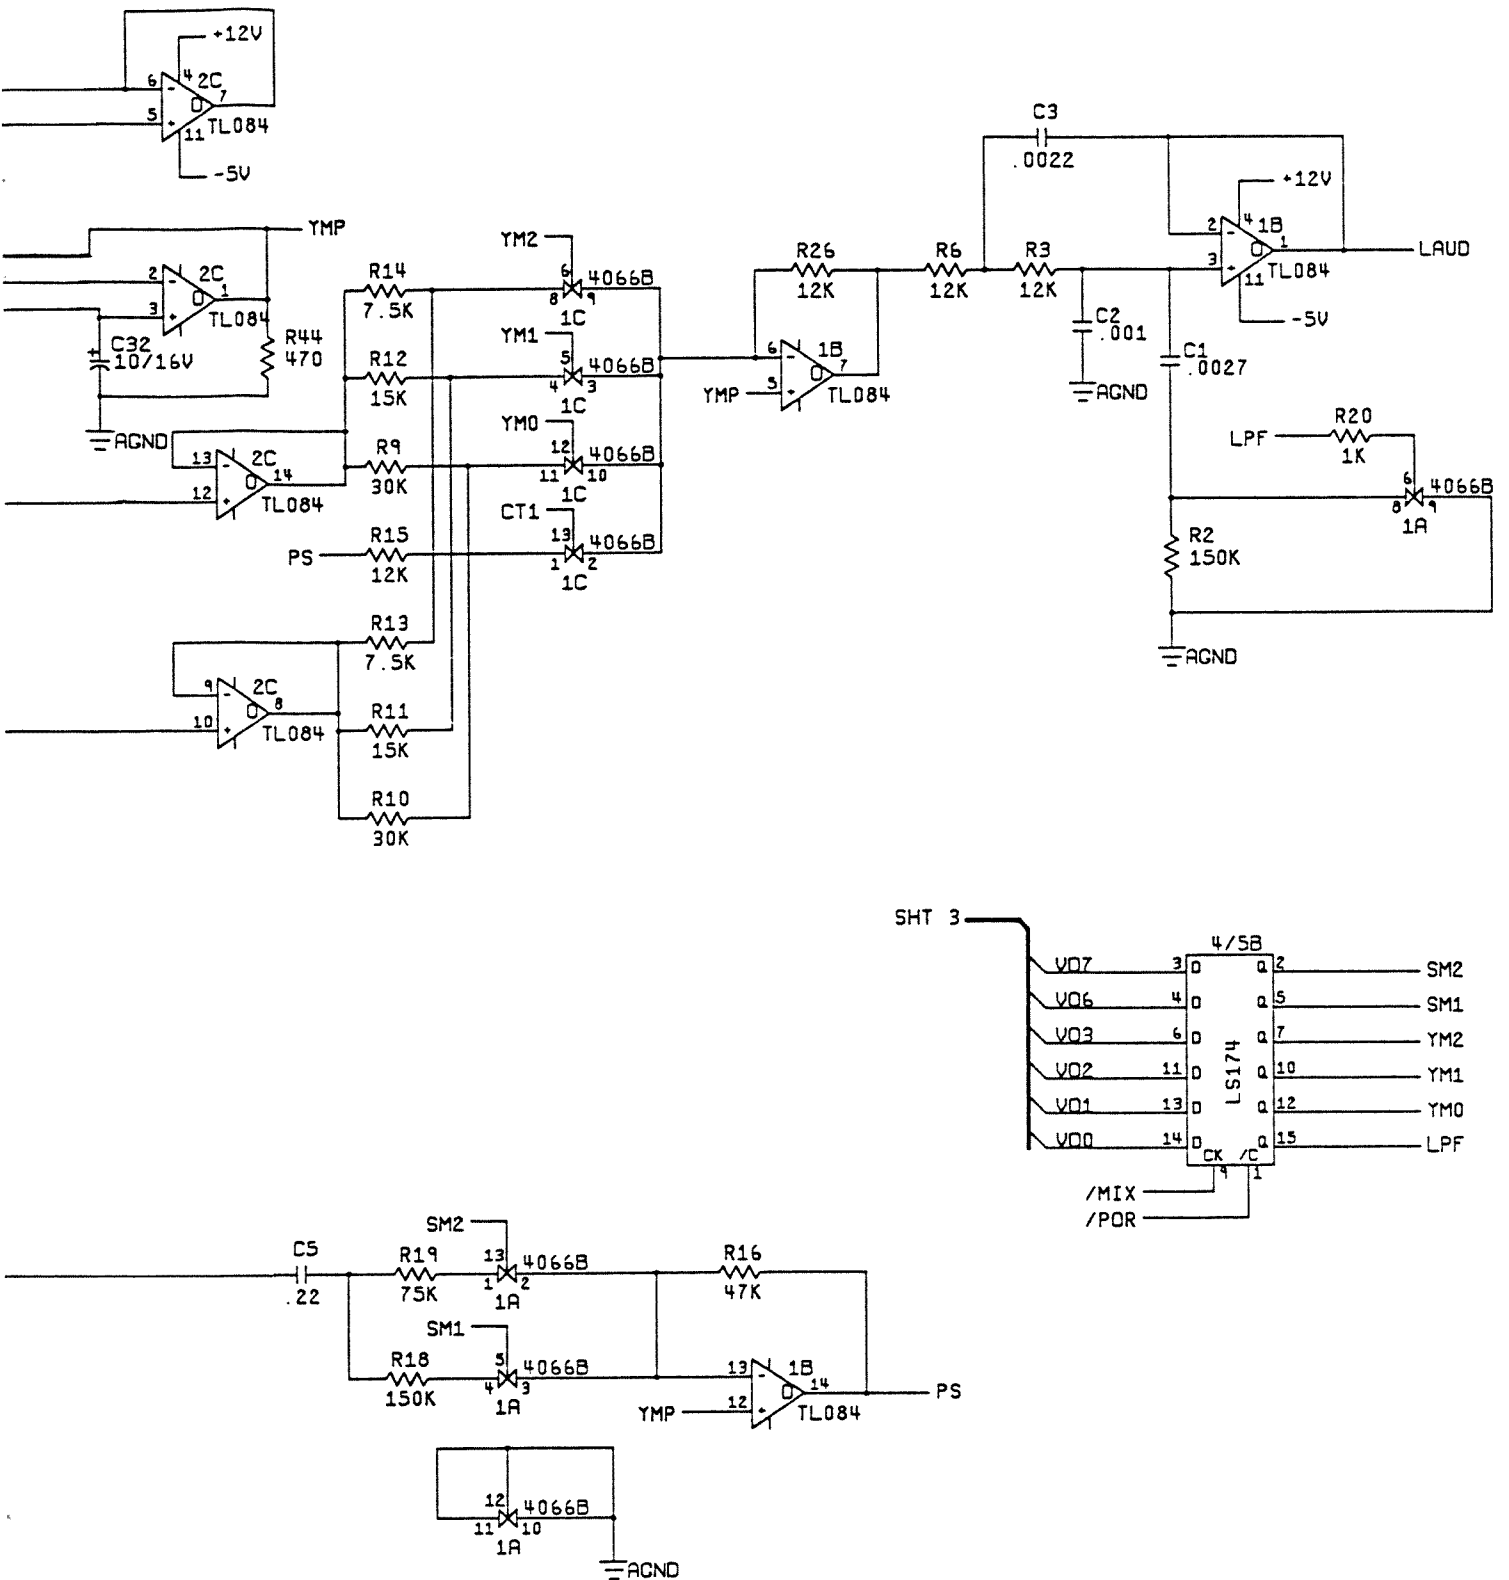 +12V
6
4
2C
7
5
11
TL084
-5V
YMP
2
2C
1
3
TL084
C32
10/16V
R44
470
AGND
13
2C
14
12
TL084
R14
7.5K
R12
15K
R9
30K
PS
R15
12K
R13
7.5K
9
2C
8
10
TL084
R11
15K
R10
30K
YM2
6
8
9
4066B
1C
YM1
5
4
3
4066B
1C
YM0
12
11
10
4066B
1C
CT1
13
1
2
4066B
1C
R26
12K
6
1B
7
YMP
5
TL084
R6
12K
R3
12K
C3
.0022
+12V
2
4
1B
1
3
11
TL084
-5V
LAUD
C2
.001
AGND
C1
.0027
LPF
R20
1K
6
8
9
4066B
1A
R2
150K
AGND
SHT 3
4/5B
VD7
3
D
Q
2
SM2
VD6
4
D
Q
5
SM1
VD3
6
D
Q
7
YM2
VD2
11
D
Q
10
YM1
VD1
13
D
Q
12
YM0
VD0
14
D
Q
15
LPF
LS174
CK
/C
9
1
/MIX
/POR
C5
.22
R19
75K
SM2
13
1
2
4066B
1A
R18
150K
SM1
5
4
3
4066B
1A
R16
47K
13
1B
14
PS
YMP
12
TL084
12
11
10
4066B
1A
AGND